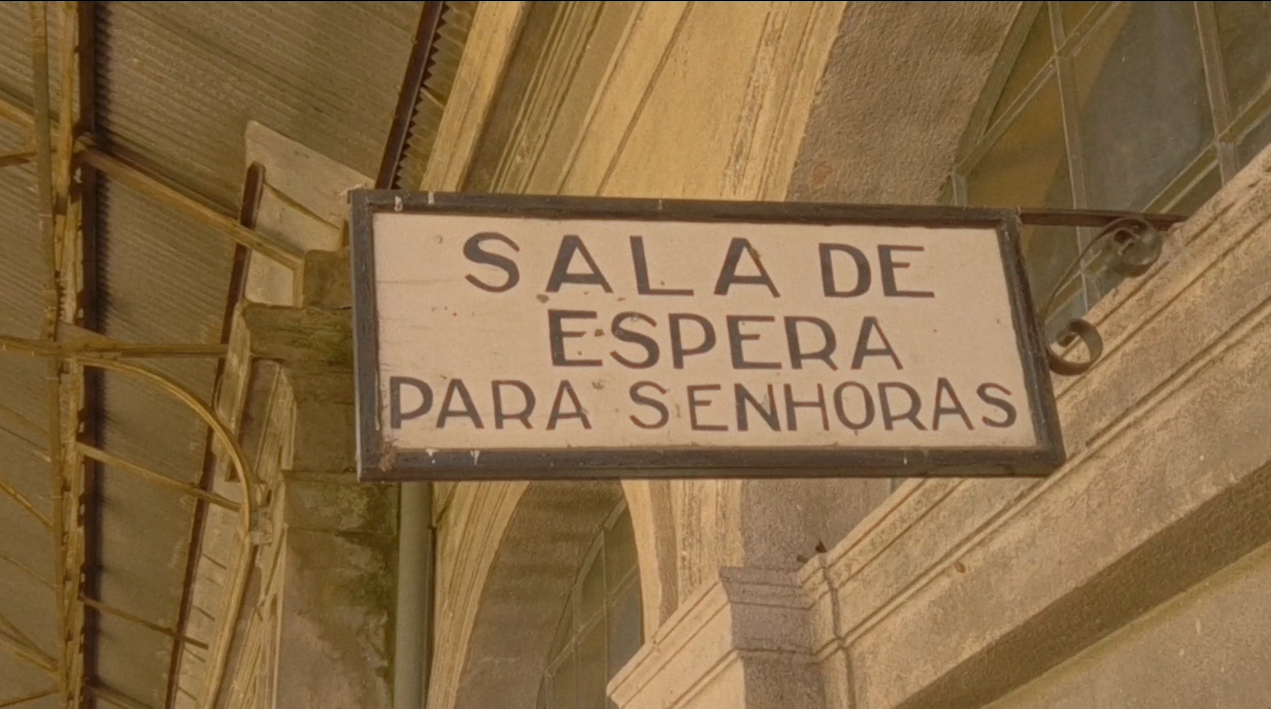 SALA DE
ESPERA
PARA SENHORAS